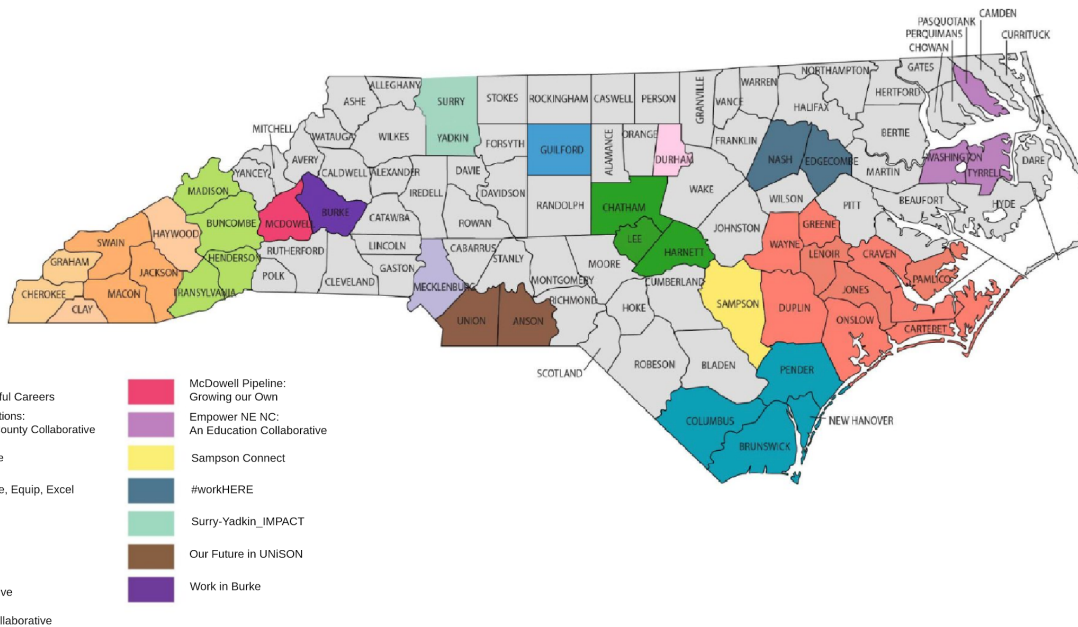 CAMDEN
PASQUOTANK
PERQUIMANS
CURRITUCK
CHOWAN
GATES
NORTHAMPTON
WARREN
HERTFORD
ALLEGHANY
ASHE
SURRY
STOKES
ROCKINGHAM
CASWELL
PERSON
GRANVILLE
VANCE
HALIFAX
MITCHELL
WATAUGA
WILKES
YADKIN
FORSYTH
GUILFORD
ALAMANCE
ORANGE
DURHAM
FRANKLIN
NASH
EDGECOMBE
BERTIE
MARTIN
WASHINGTON
TYRRELL
DARE
AVERY
YANCEY
CALDWELL
ALEXANDER
DAVIE
IREDELL
DAVIDSON
RANDOLPH
CHATHAM
WAKE
WILSON
PITT
BEAUFORT
HYDE
MADISON
BUNCOMBE
MCDOWELL
BURKE
CATAWBA
ROWAN
LEE
HARNETT
JOHNSTON
GREENE
WAYNE
LENOIR
CRAVEN
PAMLICO
HAYWOOD
SWAIN
GRAHAM
JACKSON
HENDERSON
RUTHERFORD
LINCOLN
CABARRUS
STANLY
MOORE
POLK
CLEVELAND
GASTON
MECKLENBURG
MONTGOMERY
CUMBERLAND
CHEROKEE
CLAY
MACON
TRANSYLVANIA
UNION
ANSON
RICHMOND
HOKE
SAMPSON
DUPLIN
JONES
ONSLOW
CARTERET
SCOTLAND
ROBESON
BLADEN
PENDER
COLUMBUS
NEW HANOVER
BRUNSWICK
ful Careers
tions:
ounty Collaborative
e
e, Equip, Excel
ve
llaborative
McDowell Pipeline:
Growing our Own
Empower NE NC:
An Education Collaborative
Sampson Connect
#workHERE
Surry-Yadkin_IMPACT
Our Future in UNiSON
Work in Burke